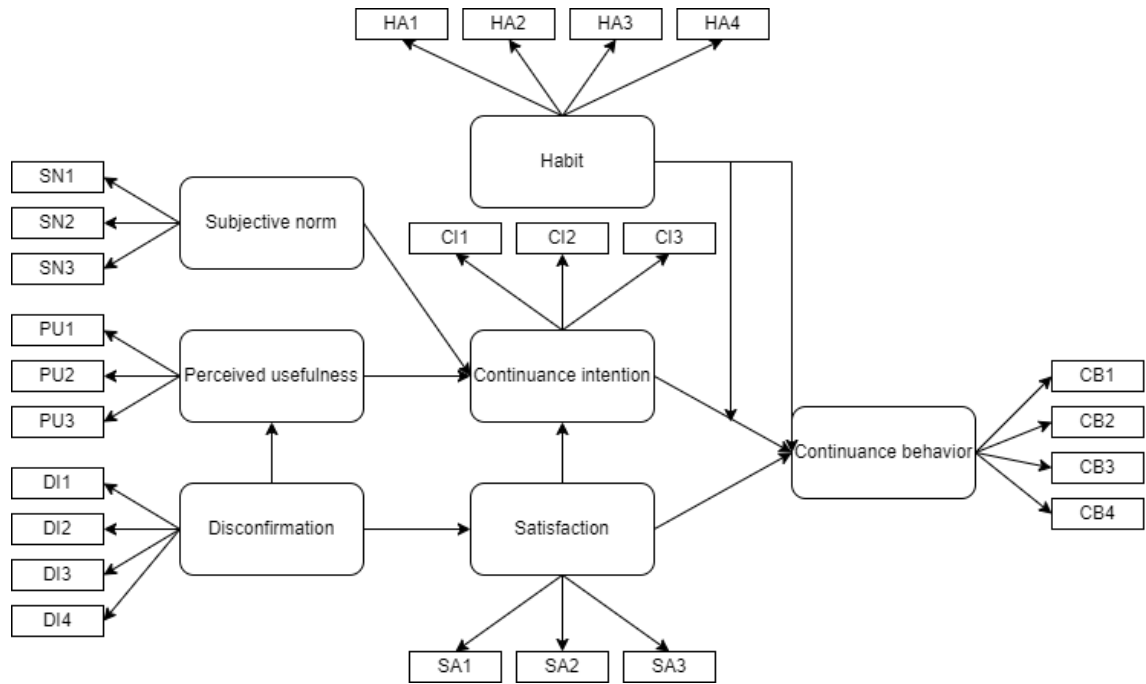 HA1
HA2
HA3
HA4
Habit
SN1
SN2
SN3
Subjective norm
CI1
CI2
CI3
PU1
PU2
PU3
Perceived usefulness
Continuance intention
CB1
CB2
CB3
CB4
Continuance behavior
DI1
DI2
DI3
DI4
Disconfirmation
Satisfaction
SA1
SA2
SA3